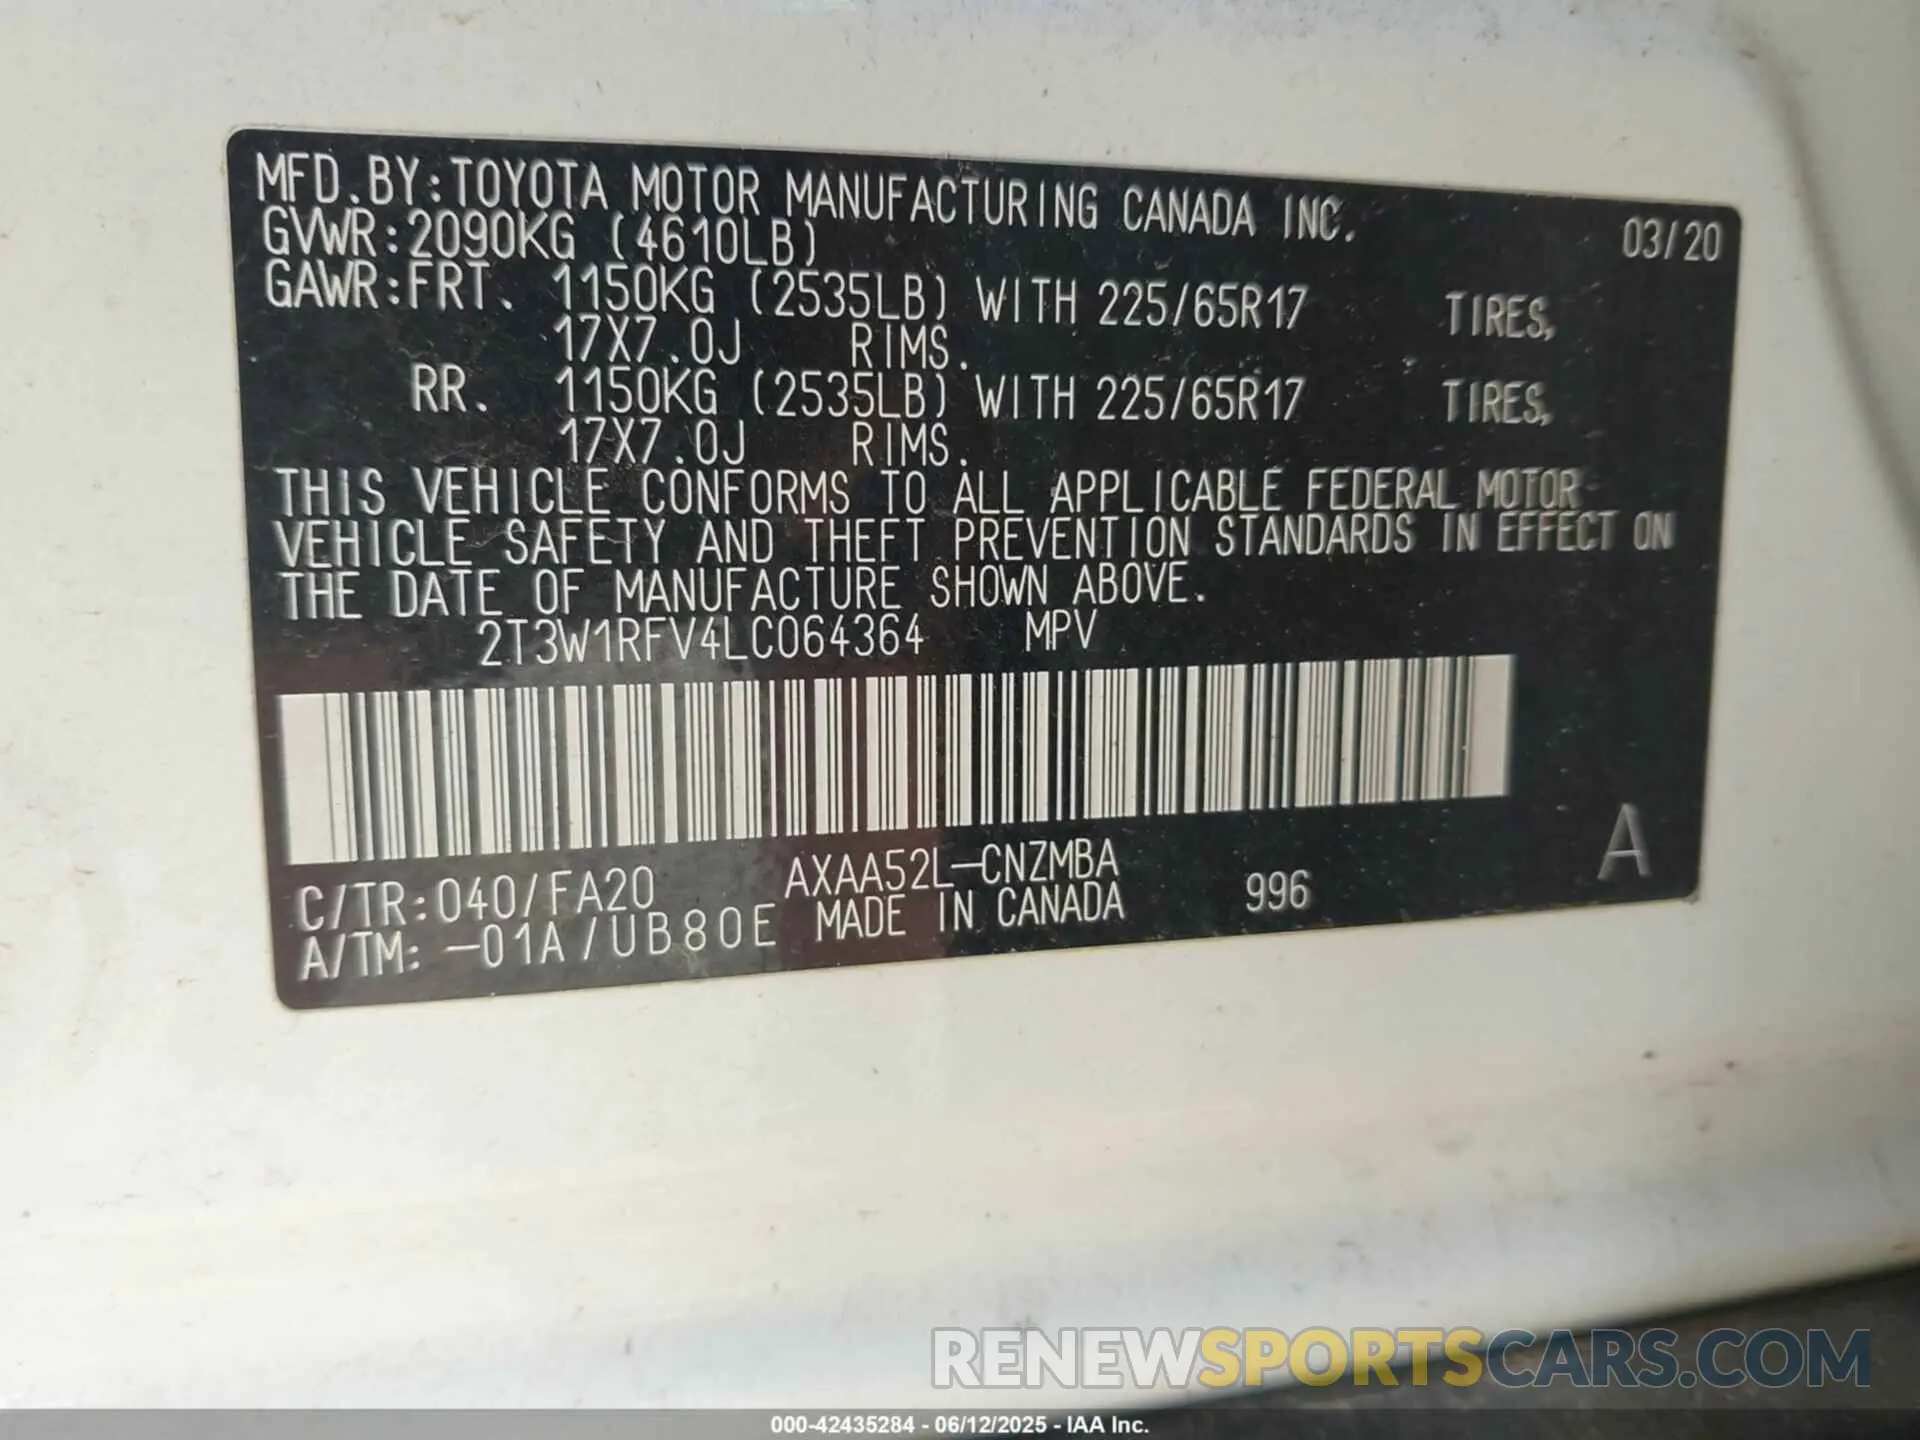 MFD.BY:TOYOTA MOTOR MANUFACTURING CANADA INC. 03/20
GVWR:2090KG (4610LB)
GAWR:FRT. 1150KG (2535LB) WITH 225/65R17 TIRES,
17X7.0J RIMS.
RR. 1150KG (2535LB) WITH 225/65R17 TIRES,
17X7.0J RIMS.
THIS VEHICLE CONFORMS TO ALL APPLICABLE FEDERAL MOTOR
VEHICLE SAFETY AND THEFT PREVENTION STANDARDS IN EFFECT ON
THE DATE OF MANUFACTURE SHOWN ABOVE.
2T3W1RFV4LC064364 MPV
C/TR:040/FA20 AXAA52L-CNZMBA 996 A
A/TM:-01A/UB80E MADE IN CANADA
RENEWSPORTSCARS.COM
000-42435284 - 06/12/2025 - IAA Inc.